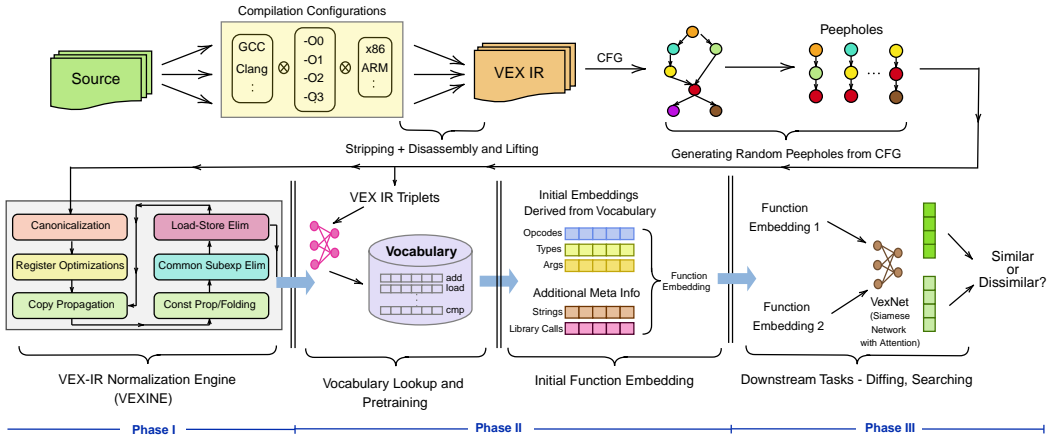 Compilation Configurations
Source
GCC
Clang
:
⊗
-O0
-O1
-O2
-O3
⊗
x86
ARM
:
VEX IR
CFG
Peepholes
...
Stripping + Disassembly and Lifting
Generating Random Peepholes from CFG
Canonicalization
Register Optimizations
Copy Propagation
Load-Store Elim
Common Subexp Elim
Const Prop/Folding
VEX-IR Normalization Engine
(VEXINE)
VEX IR Triplets
Vocabulary
add
load
:
:
cmp
Vocabulary Lookup and
Pretraining
Initial Embeddings
Derived from Vocabulary
Opcodes
Types
Args
Additional Meta Info
Strings
Library Calls
Function
Embedding
Initial Function Embedding
Function
Embedding 1
Function
Embedding 2
VexNet
(Siamese
Network
with Attention)
Similar
or
Dissimilar?
Downstream Tasks - Diffing, Searching
Phase I
Phase II
Phase III